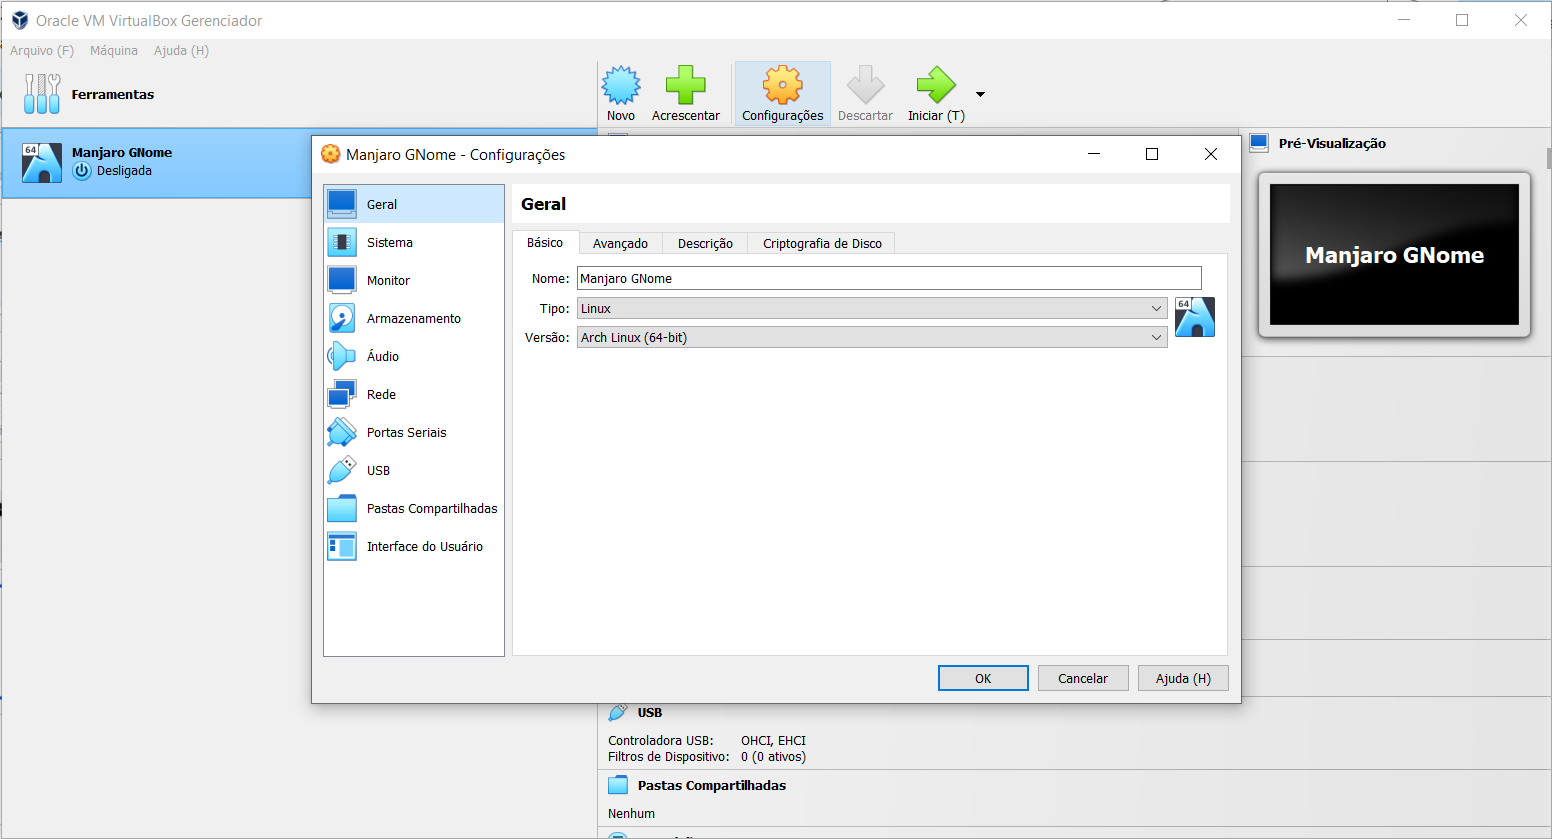 Oracle VM VirtualBox Gerenciador
Arquivo (F) Máquina Ajuda (H)
Ferramentas
Novo Acrescentar Configurações Descartar Iniciar (T)
64 Manjaro GNome
Desligada
Pré-Visualização
Manjaro GNome
Manjaro GNome - Configurações
Geral
Sistema
Monitor
Armazenamento
Áudio
Rede
Portas Seriais
USB
Pastas Compartilhadas
Interface do Usuário
Geral
Básico Avançado Descrição Criptografia de Disco
Nome: Manjaro GNome
Tipo: Linux
64
Versão: Arch Linux (64-bit)
OK Cancelar Ajuda (H)
USB
Controladora USB: OHCI, EHCI
Filtros de Dispositivo: 0 (0 ativos)
Pastas Compartilhadas
Nenhum